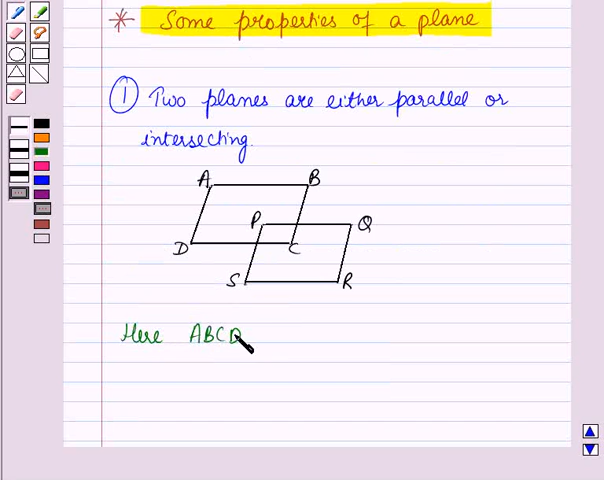 * Some properties of a plane
① Two planes are either parallel or
intersecting.
A B
P Q
D C
S R
Here ABCD